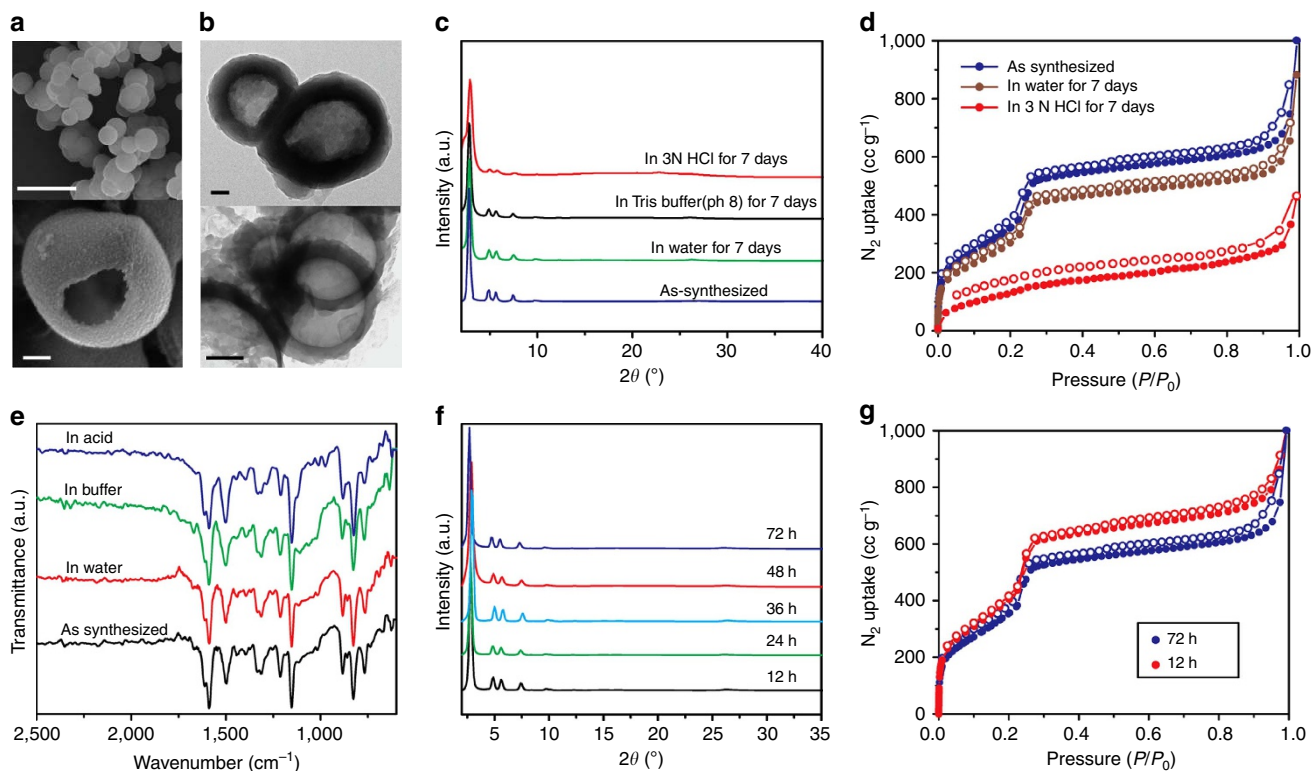 a
b
c
Intensity (a.u.)
In 3N HCl for 7 days
In Tris buffer(ph 8) for 7 days
In water for 7 days
As-synthesized
10
20
30
40
2θ (°)
d
N₂ uptake (cc g⁻¹)
1,000
800
600
400
200
0
As synthesized
In water for 7 days
In 3 N HCl for 7 days
0.0
0.2
0.4
0.6
0.8
1.0
Pressure (P/P₀)
e
Transmittance (a.u.)
In acid
In buffer
In water
As synthesized
2,500
2,000
1,500
1,000
Wavenumber (cm⁻¹)
f
Intensity (a.u.)
72 h
48 h
36 h
24 h
12 h
5
10
15
20
25
30
35
2θ (°)
g
N₂ uptake (cc g⁻¹)
1,000
800
600
400
200
0
72 h
12 h
0.0
0.2
0.4
0.6
0.8
1.0
Pressure (P/P₀)